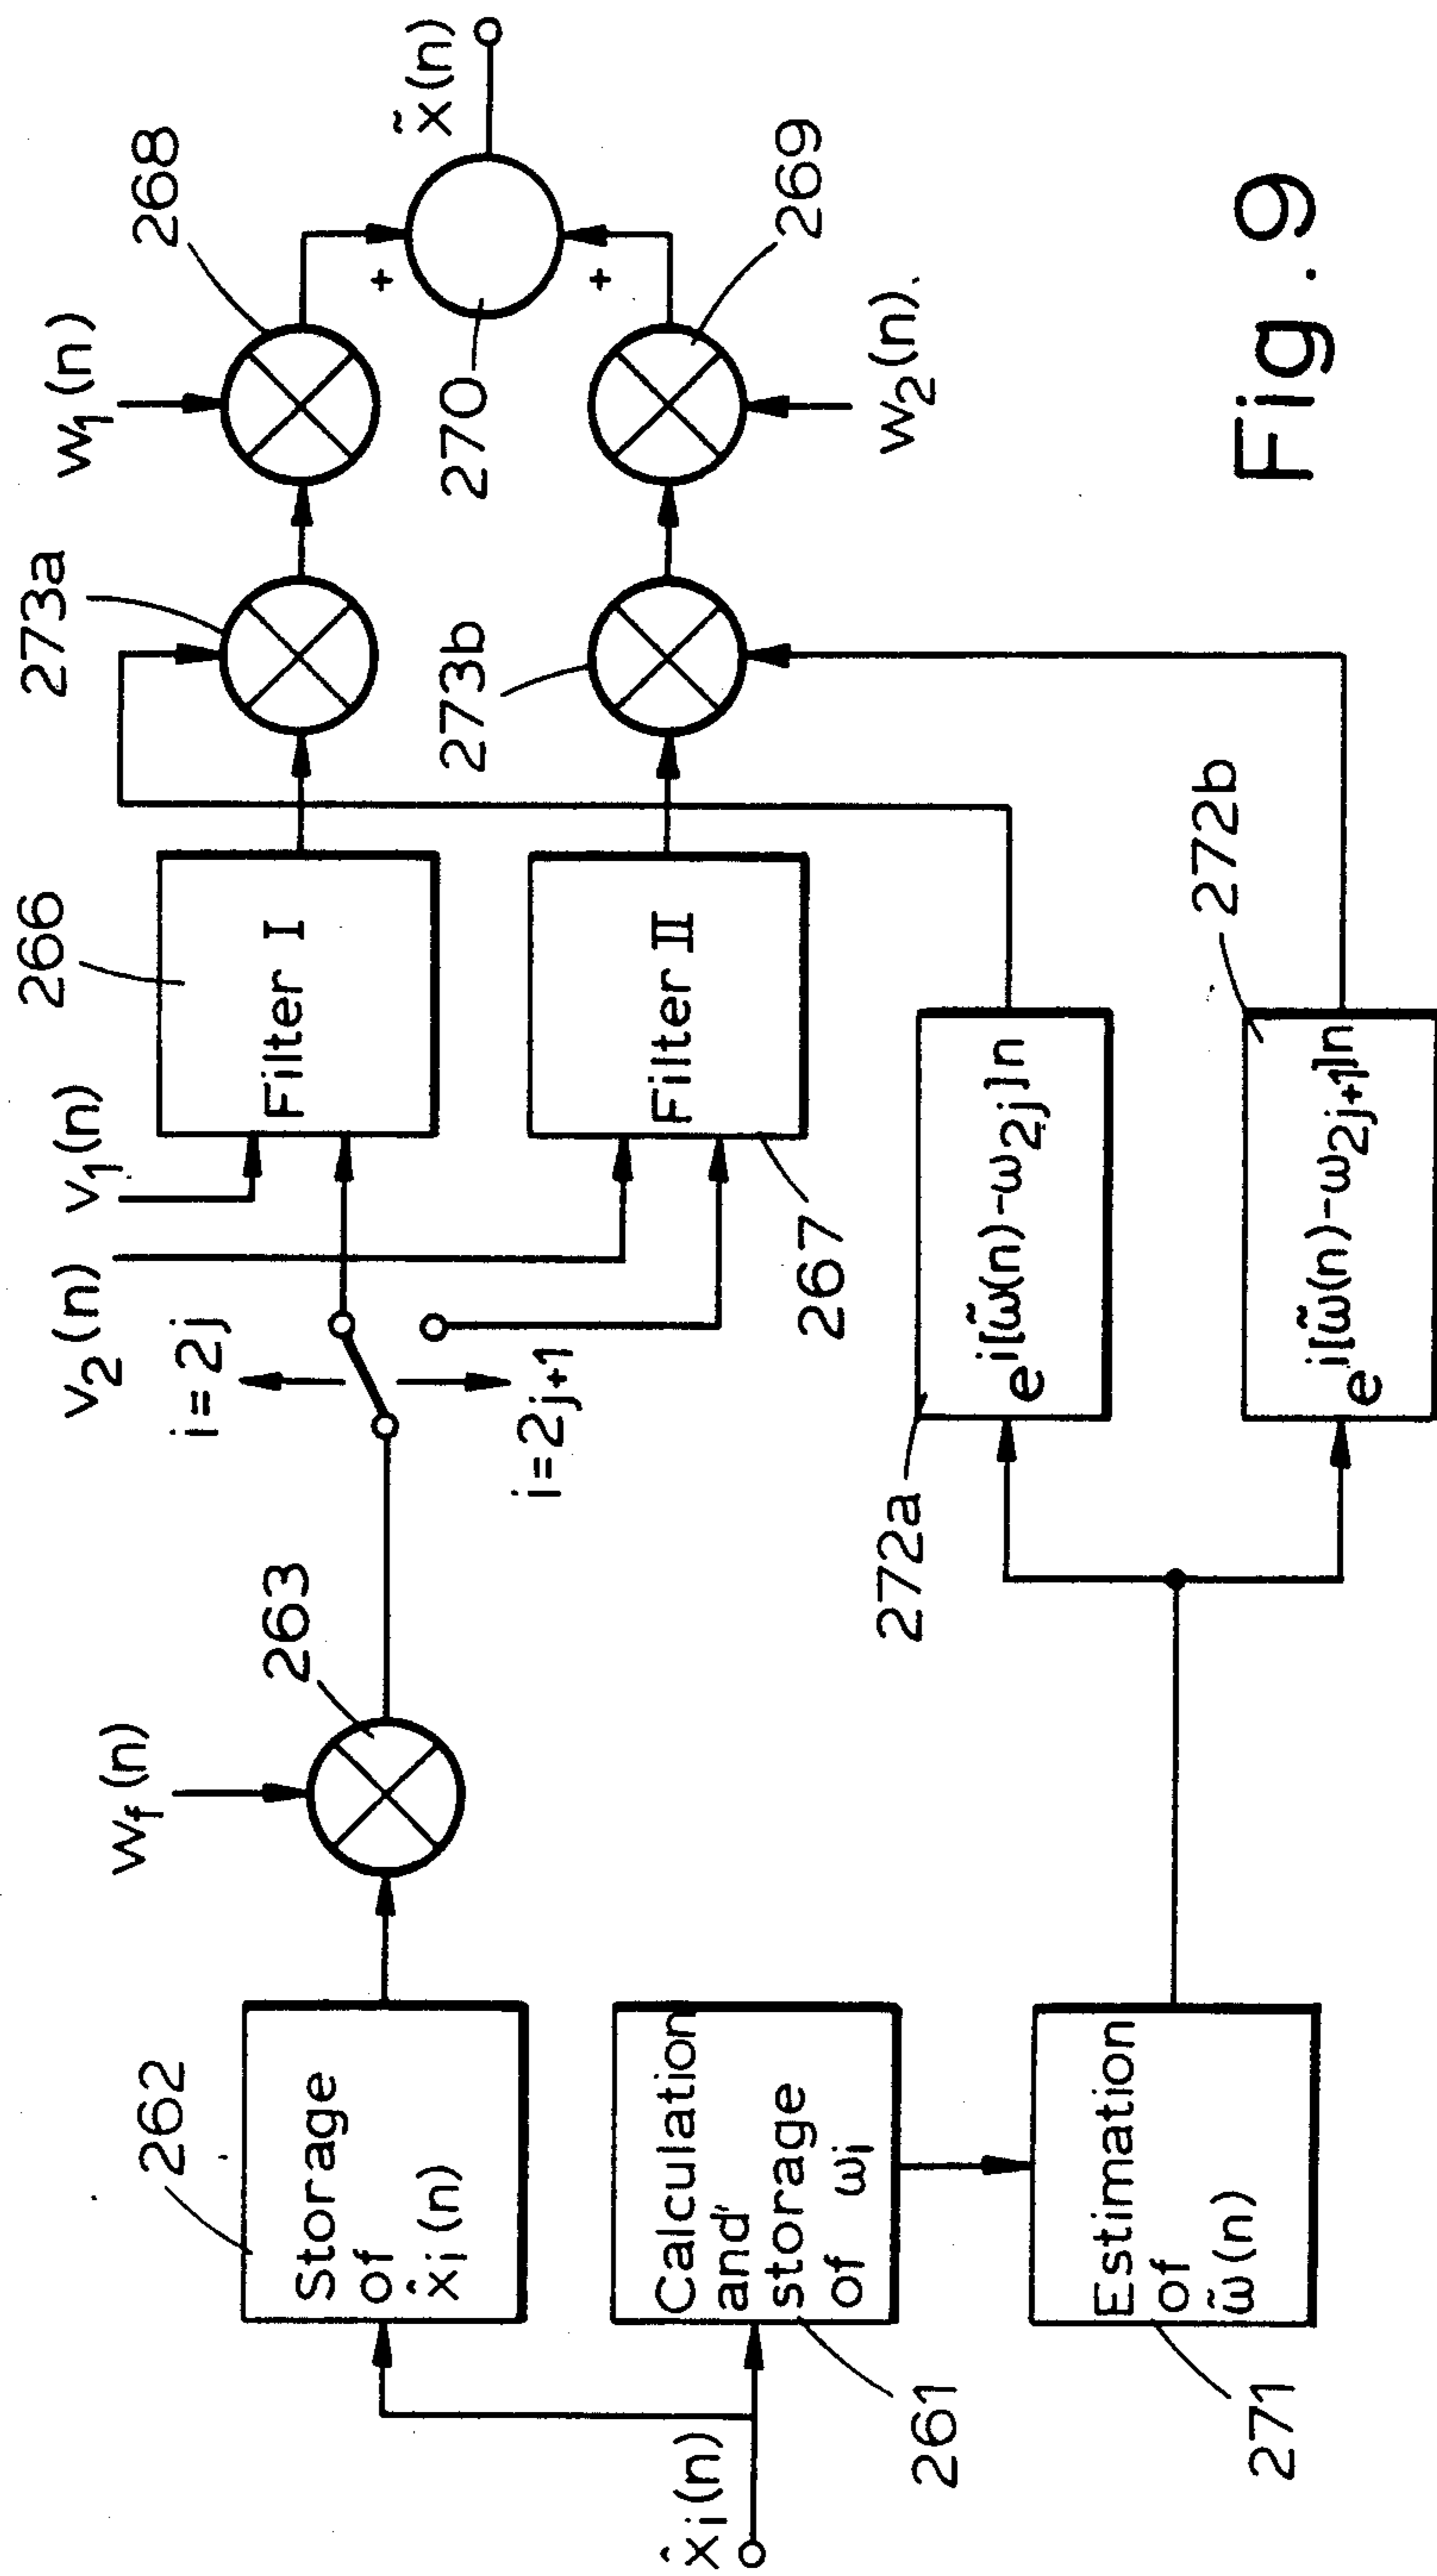 x̂ᵢ(n)
262
Storage
of
x̂ᵢ(n)
Calculation
and
storage
of ωᵢ
261
Estimation
of
ω̃(n)
271
w_f(n)
263
i=2j
i=2j+1
v₂(n)
v₁(n)
266
Filter I
Filter II
267
272a
e^i[ω̃(n)-ω₂ⱼ]n
272b
e^i[ω̃(n)-ω₂ⱼ₊₁]n
273a
273b
w₁(n)
268
270
+
+
w₂(n)
269
x̃(n)
Fig. 9